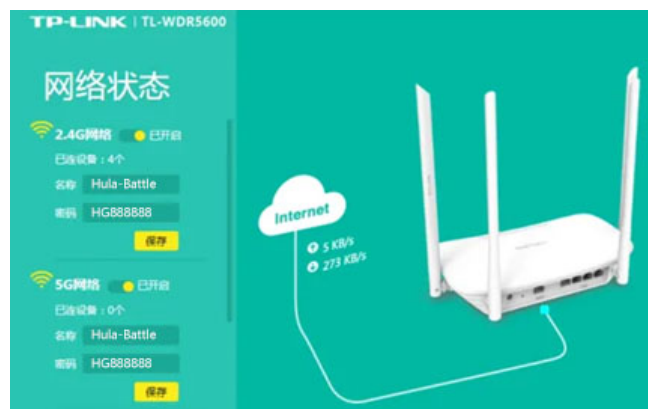 TP-LINK | TL-WDR5600
网络状态
2.4G网络 已开启
已连设备：4个
名称 Hula-Battle
密码 HG888888
保存
5G网络 已开启
已连设备：0个
名称 Hula-Battle
密码 HG888888
保存
Internet
5 KB/s
273 KB/s